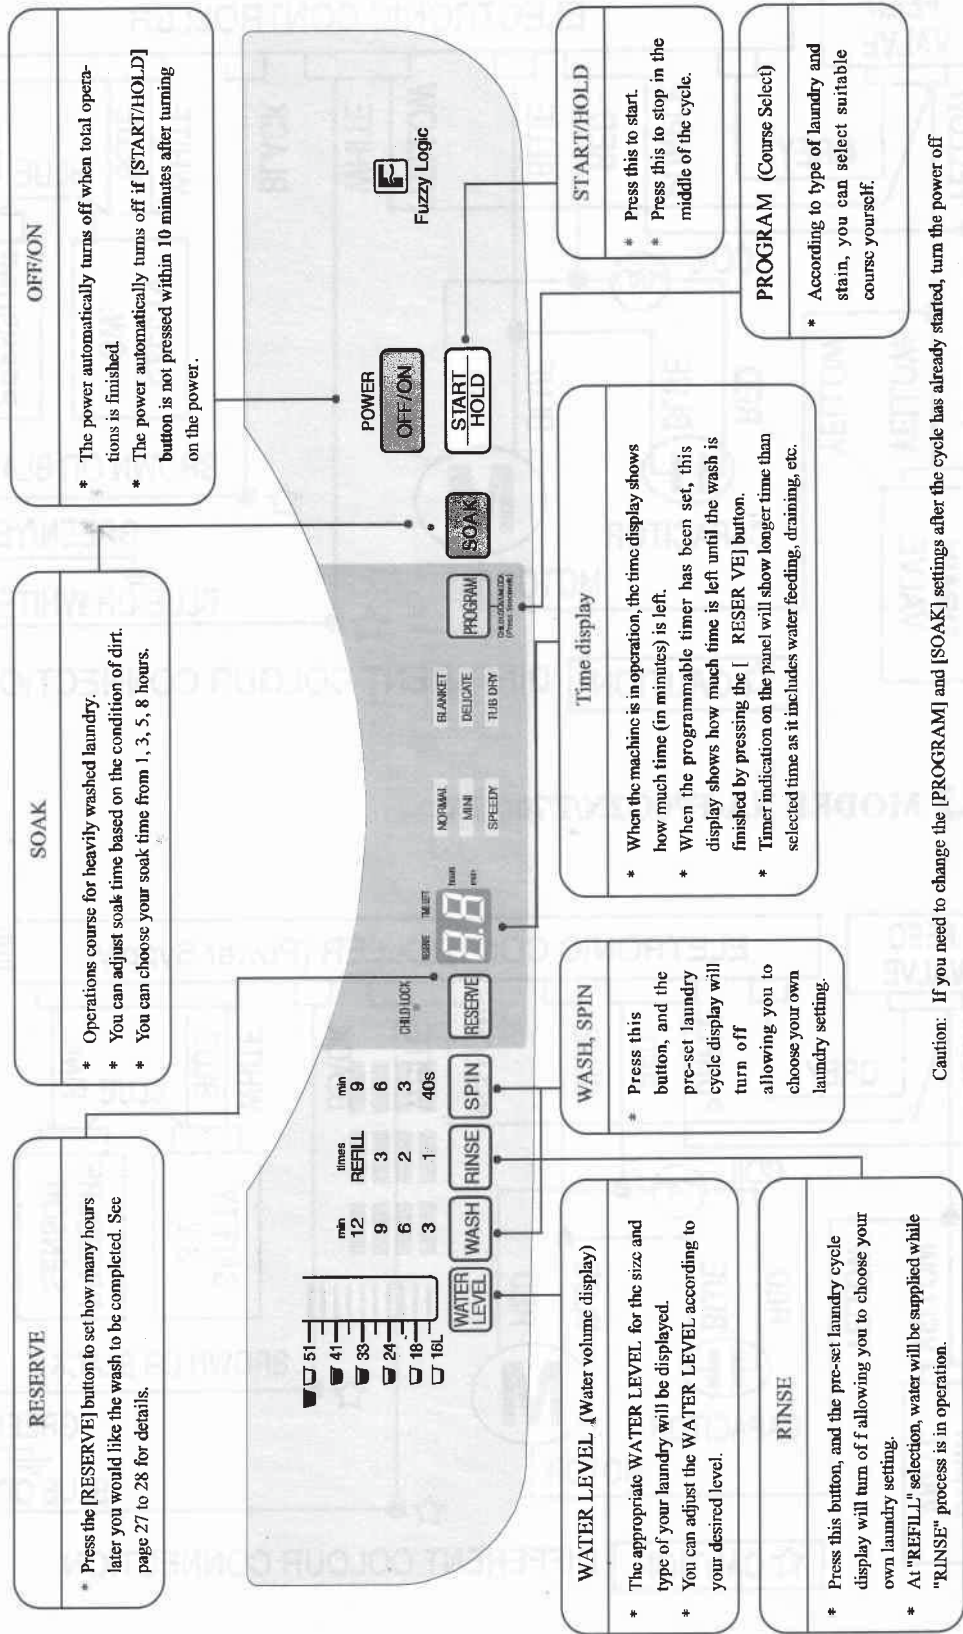 RESERVE
* Press the [RESERVE] button to set how many hours
later you would like the wash to be completed. See
page 27 to 28 for details.
SOAK
* Operations course for heavily washed laundry.
* You can adjust soak time based on the condition of dirt.
* You can choose your soak time from 1, 3, 5, 8 hours.
OFF/ON
* The power automatically turns off when total opera-
tions is finished.
* The power automatically turns off if [START/HOLD]
button is not pressed within 10 minutes after turning
on the power.
51
41
33
24
18
16L
WATER
LEVEL
min
12
9
6
3
WASH
times
REFILL
3
2
1
RINSE
min
9
6
3
40s
SPIN
CHILD LOCK
RESERVE
RESERVE TIME LEFT
8.8
hours
min
NORMAL
MINI
SPEEDY
BLANKET
DELICATE
TUB DRY
PROGRAM
SOAK
POWER
OFF/ON
START
HOLD
Fuzzy Logic
WATER LEVEL (Water volume display)
* The appropriate WATER LEVEL for the size and
type of your laundry will be displayed.
* You can adjust the WATER LEVEL according to
your desired level.
RINSE
* Press this button, and the pre-set laundry cycle
display will turn of f allowing you to choose your
own laundry setting.
* At "REFILL" selection, water will be supplied while
"RINSE" process is in operation.
WASH, SPIN
* Press this
button, and the
pre-set laundry
cycle display will
turn off
allowing you to
choose your own
laundry setting.
Time display
* When the machine is in operation, the time display shows
how much time (in minutes) is left.
* When the programmable timer has been set, this
display shows how much time is left until the wash is
finished by pressing the [ RESER VE] button.
* Timer indication on the panel will show longer time than
selected time as it includes water feeding, draining, etc.
START/HOLD
* Press this to start.
* Press this to stop in the
middle of the cycle.
PROGRAM (Course Select)
* According to type of laundry and
stain, you can select suitable
course yourself.
Caution: If you need to change the [PROGRAM] and [SOAK] settings after the cycle has already started, turn the power off